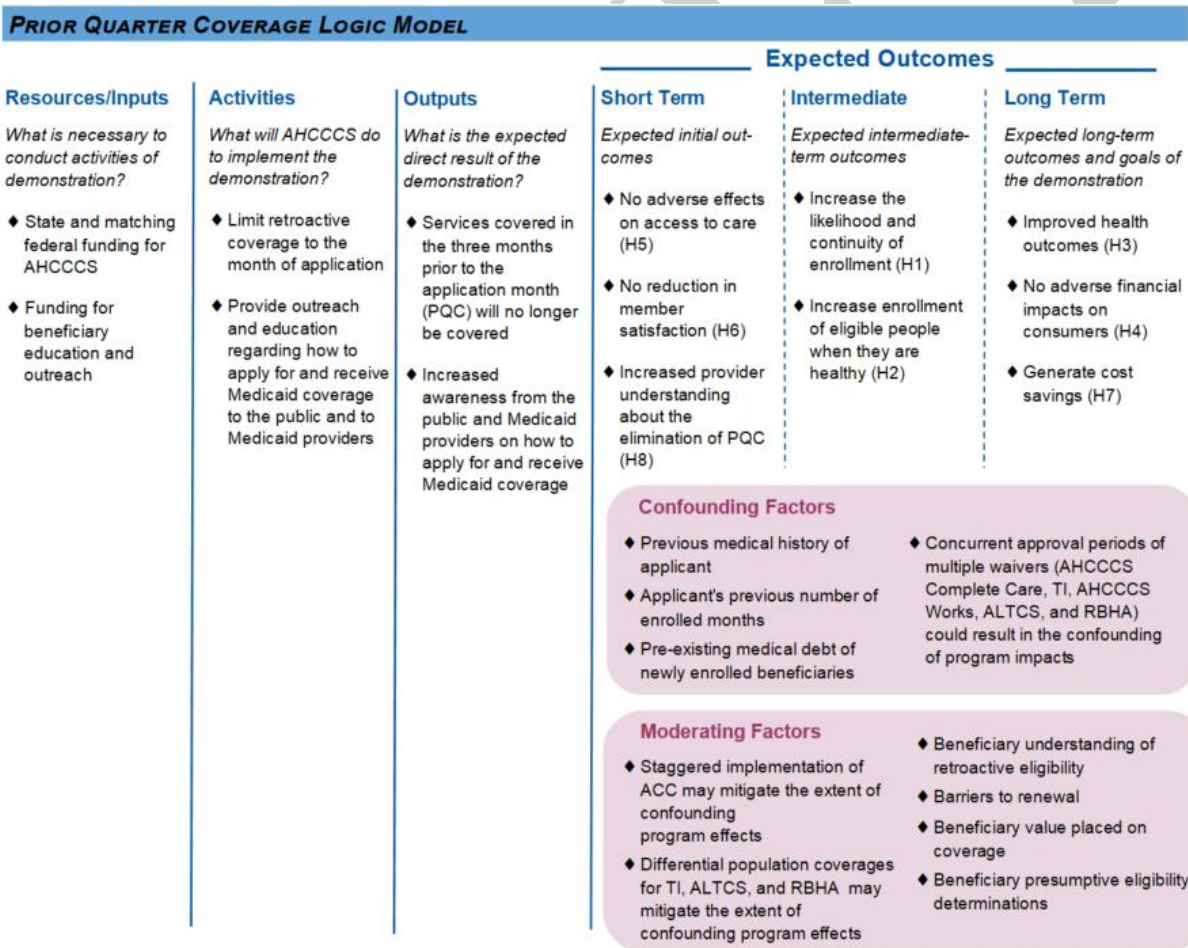 PRIOR QUARTER COVERAGE LOGIC MODEL
Expected Outcomes
Resources/Inputs
What is necessary to
conduct activities of
demonstration?
♦ State and matching
federal funding for
AHCCCS
♦ Funding for
beneficiary
education and
outreach
Activities
What will AHCCCS do
to implement the
demonstration?
♦ Limit retroactive
coverage to the
month of application
♦ Provide outreach
and education
regarding how to
apply for and receive
Medicaid coverage
to the public and to
Medicaid providers
Outputs
What is the expected
direct result of the
demonstration?
♦ Services covered in
the three months
prior to the
application month
(PQC) will no longer
be covered
♦ Increased
awareness from the
public and Medicaid
providers on how to
apply for and receive
Medicaid coverage
Short Term
Expected initial out-
comes
♦ No adverse effects
on access to care
(H5)
♦ No reduction in
member
satisfaction (H6)
♦ Increased provider
understanding
about the
elimination of PQC
(H8)
Intermediate
Expected intermediate-
term outcomes
♦ Increase the
likelihood and
continuity of
enrollment (H1)
♦ Increase enrollment
of eligible people
when they are
healthy (H2)
Long Term
Expected long-term
outcomes and goals of
the demonstration
♦ Improved health
outcomes (H3)
♦ No adverse financial
impacts on
consumers (H4)
♦ Generate cost
savings (H7)
Confounding Factors
♦ Previous medical history of
applicant
♦ Applicant's previous number of
enrolled months
♦ Pre-existing medical debt of
newly enrolled beneficiaries
♦ Concurrent approval periods of
multiple waivers (AHCCCS
Complete Care, TI, AHCCCS
Works, ALTCS, and RBHA)
could result in the confounding
of program impacts
Moderating Factors
♦ Staggered implementation of
ACC may mitigate the extent of
confounding
program effects
♦ Differential population coverages
for TI, ALTCS, and RBHA may
mitigate the extent of
confounding program effects
♦ Beneficiary understanding of
retroactive eligibility
♦ Barriers to renewal
♦ Beneficiary value placed on
coverage
♦ Beneficiary presumptive eligibility
determinations